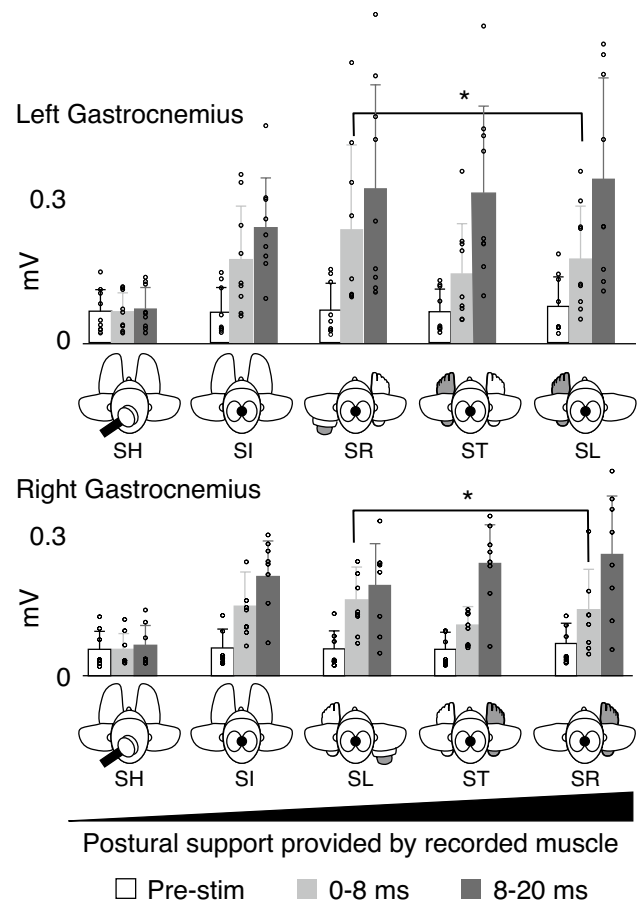 Left Gastrocnemius
*
0.3
mV
0
SH SI SR ST SL
Right Gastrocnemius
*
0.3
mV
0
SH SI SL ST SR
Postural support provided by recorded muscle
Pre-stim 0-8 ms 8-20 ms